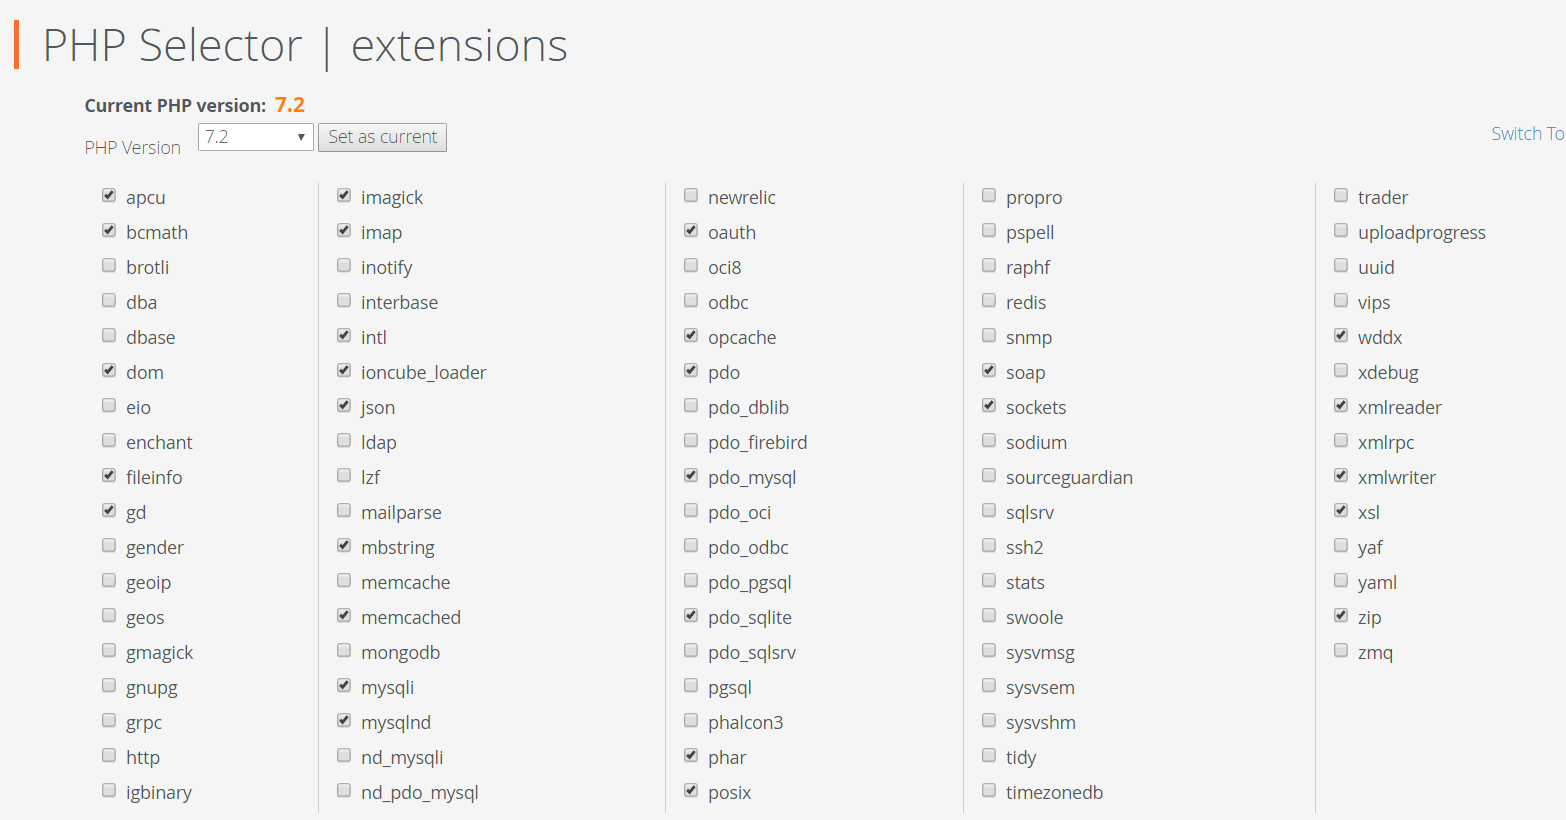 PHP Selector | extensions
Current PHP version: 7.2
PHP Version 7.2 Set as current
Switch To
apcu
bcmath
brotli
dba
dbase
dom
eio
enchant
fileinfo
gd
gender
geoip
geos
gmagick
gnupg
grpc
http
igbinary
imagick
imap
inotify
interbase
intl
ioncube_loader
json
ldap
lzf
mailparse
mbstring
memcache
memcached
mongodb
mysqli
mysqlnd
nd_mysqli
nd_pdo_mysql
newrelic
oauth
oci8
odbc
opcache
pdo
pdo_dblib
pdo_firebird
pdo_mysql
pdo_oci
pdo_odbc
pdo_pgsql
pdo_sqlite
pdo_sqlsrv
pgsql
phalcon3
phar
posix
propro
pspell
raphf
redis
snmp
soap
sockets
sodium
sourceguardian
sqlsrv
ssh2
stats
swoole
sysvmsg
sysvsem
sysvshm
tidy
timezonedb
trader
uploadprogress
uuid
vips
wddx
xdebug
xmlreader
xmlrpc
xmlwriter
xsl
yaf
yaml
zip
zmq